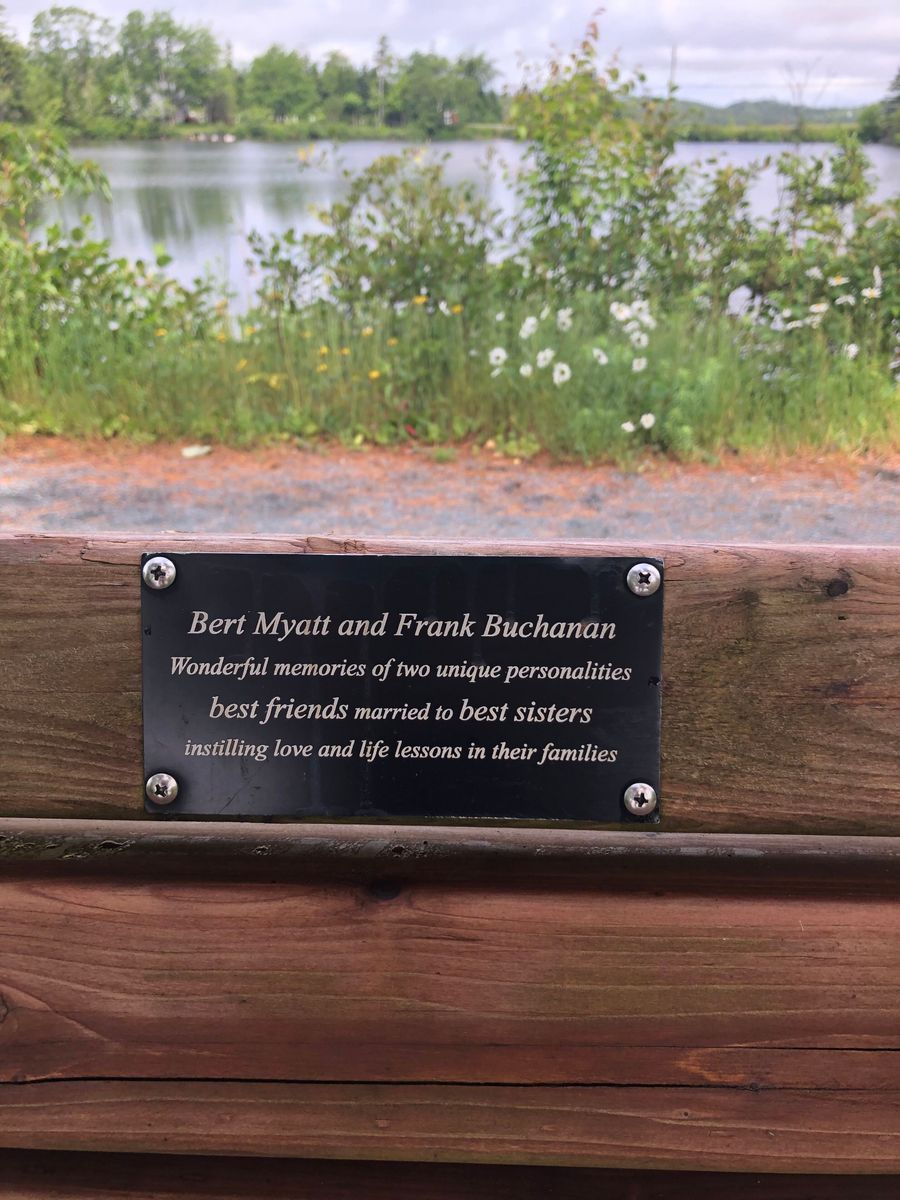 Bert Myatt and Frank Buchanan
Wonderful memories of two unique personalities
best friends married to best sisters
instilling love and life lessons in their families